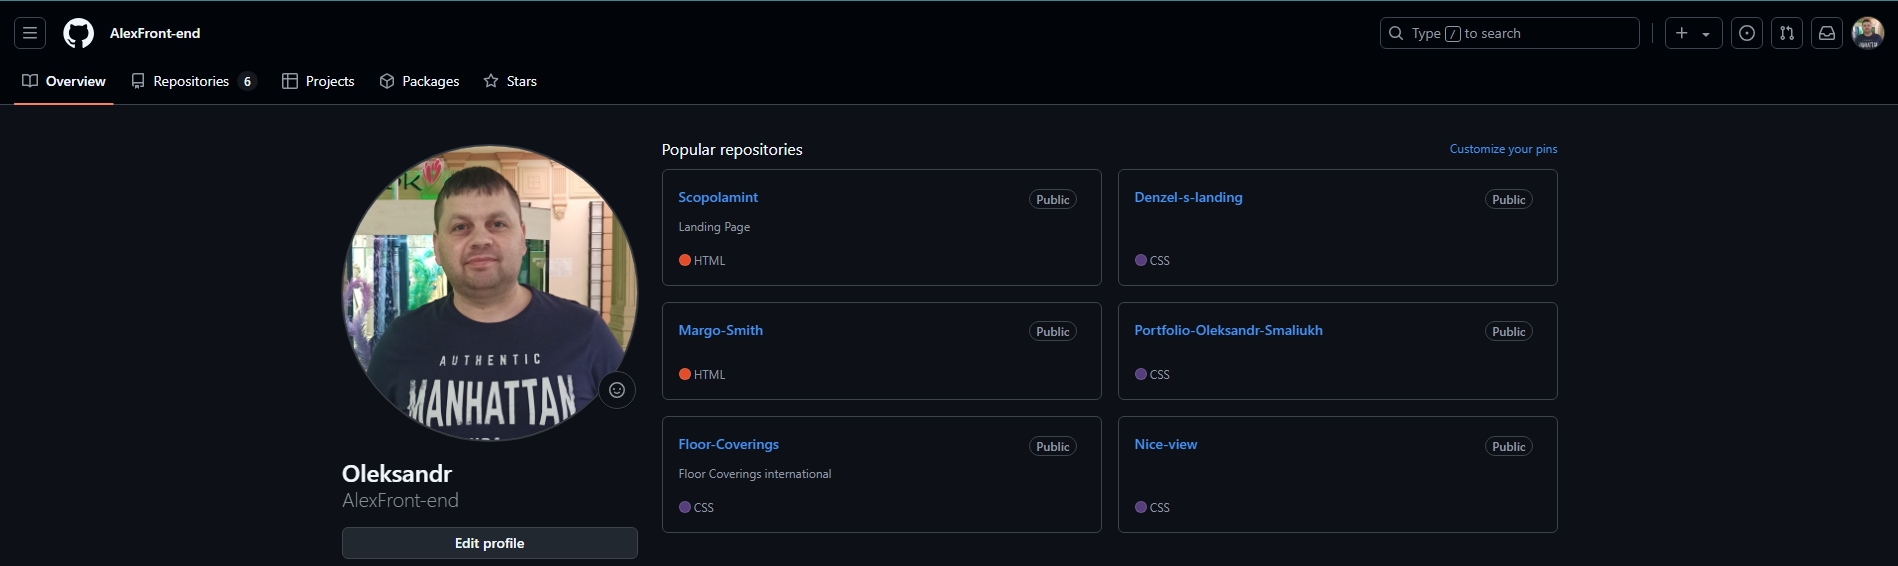 AlexFront-end
Type / to search
Overview
Repositories 6
Projects
Packages
Stars
AUTHENTIC
MANHATTAN
Oleksandr
AlexFront-end
Edit profile
Popular repositories
Customize your pins
Scopolamint
Public
Landing Page
HTML
Denzel-s-landing
Public
CSS
Margo-Smith
Public
HTML
Portfolio-Oleksandr-Smaliukh
Public
CSS
Floor-Coverings
Public
Floor Coverings international
CSS
Nice-view
Public
CSS